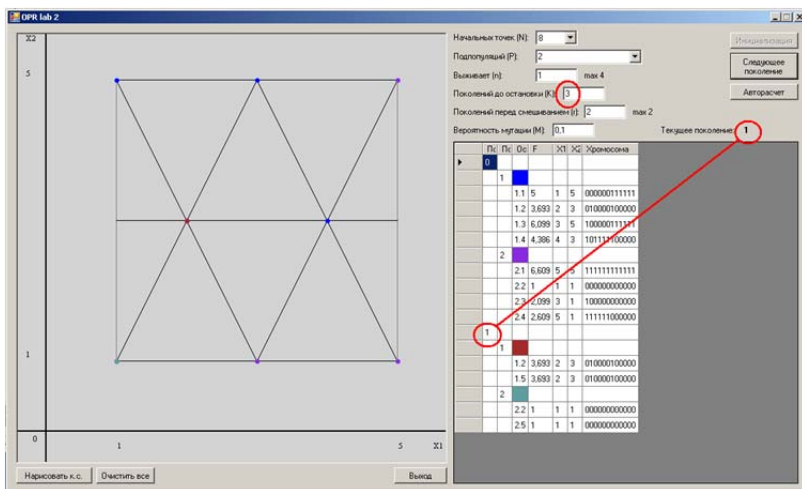 OPR lab 2
X2
5
1
0
1
5
X1
Нарисовать к.с.
Очистить все
Выход
Начальных точек (N): 8
Подпопуляций (P): 2
Выживает (n): 1 max 4
Поколений до остановки (K): 3
Поколений перед смешиванием (r): 2 max 2
Вероятность мутации (M): 0,1
Текущее поколение: 1
Инициализация
Следующее
поколение
Авторасчет
Пс Пс Ос F X1 X2 Хромосома
0
1
1.1 5 1 5 000000111111
1.2 3,693 2 3 010000100000
1.3 6,099 3 5 100000111111
1.4 4,386 4 3 101111100000
2
2.1 6,609 5 5 111111111111
2.2 1 1 1 000000000000
2.3 2,099 3 1 100000000000
2.4 2,609 5 1 111111000000
1
1
1.2 3,693 2 3 010000100000
1.5 3,693 2 3 010000100000
2
2.2 1 1 1 000000000000
2.5 1 1 1 000000000000